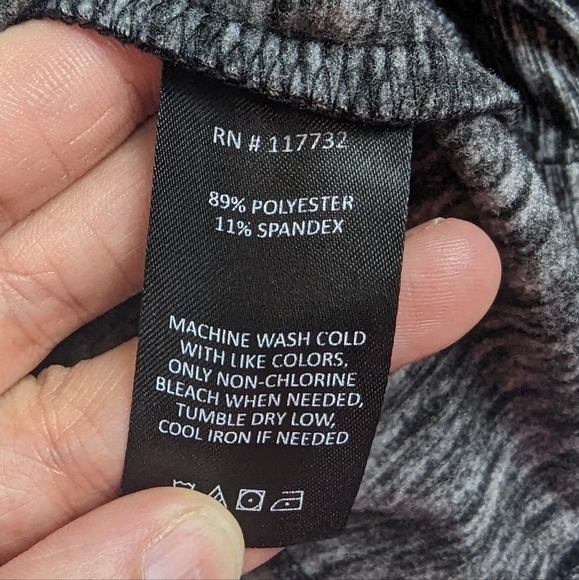 RN # 117732
89% POLYESTER
11% SPANDEX
MACHINE WASH COLD
WITH LIKE COLORS,
ONLY NON-CHLORINE
BLEACH WHEN NEEDED,
TUMBLE DRY LOW,
COOL IRON IF NEEDED